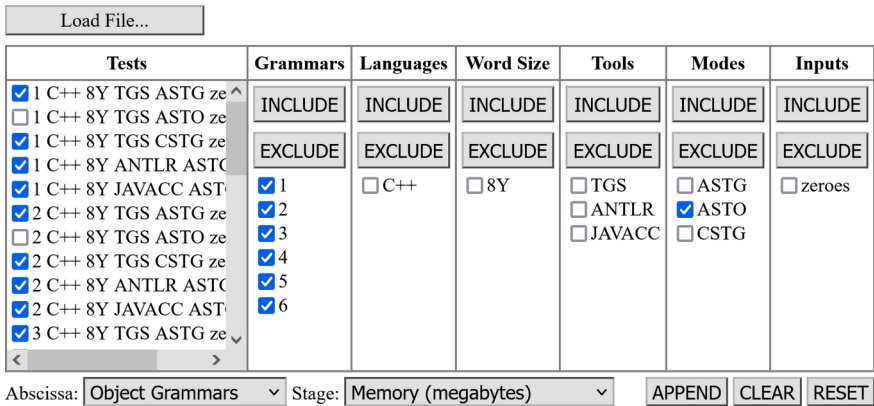 Load File...
Tests Grammars Languages Word Size Tools Modes Inputs
1 C++ 8Y TGS ASTG ze
1 C++ 8Y TGS ASTO ze
1 C++ 8Y TGS CSTG ze
1 C++ 8Y ANTLR ASTG
1 C++ 8Y JAVACC AST
2 C++ 8Y TGS ASTG ze
2 C++ 8Y TGS ASTO ze
2 C++ 8Y TGS CSTG ze
2 C++ 8Y ANTLR ASTG
2 C++ 8Y JAVACC AST
3 C++ 8Y TGS ASTG ze
INCLUDE INCLUDE INCLUDE INCLUDE INCLUDE INCLUDE
EXCLUDE EXCLUDE EXCLUDE EXCLUDE EXCLUDE EXCLUDE
1 C++ 8Y TGS ASTG zeroes
2 ANTLR ASTO
3 JAVACC CSTG
4
5
6
Abscissa: Object Grammars Stage: Memory (megabytes) APPEND CLEAR RESET